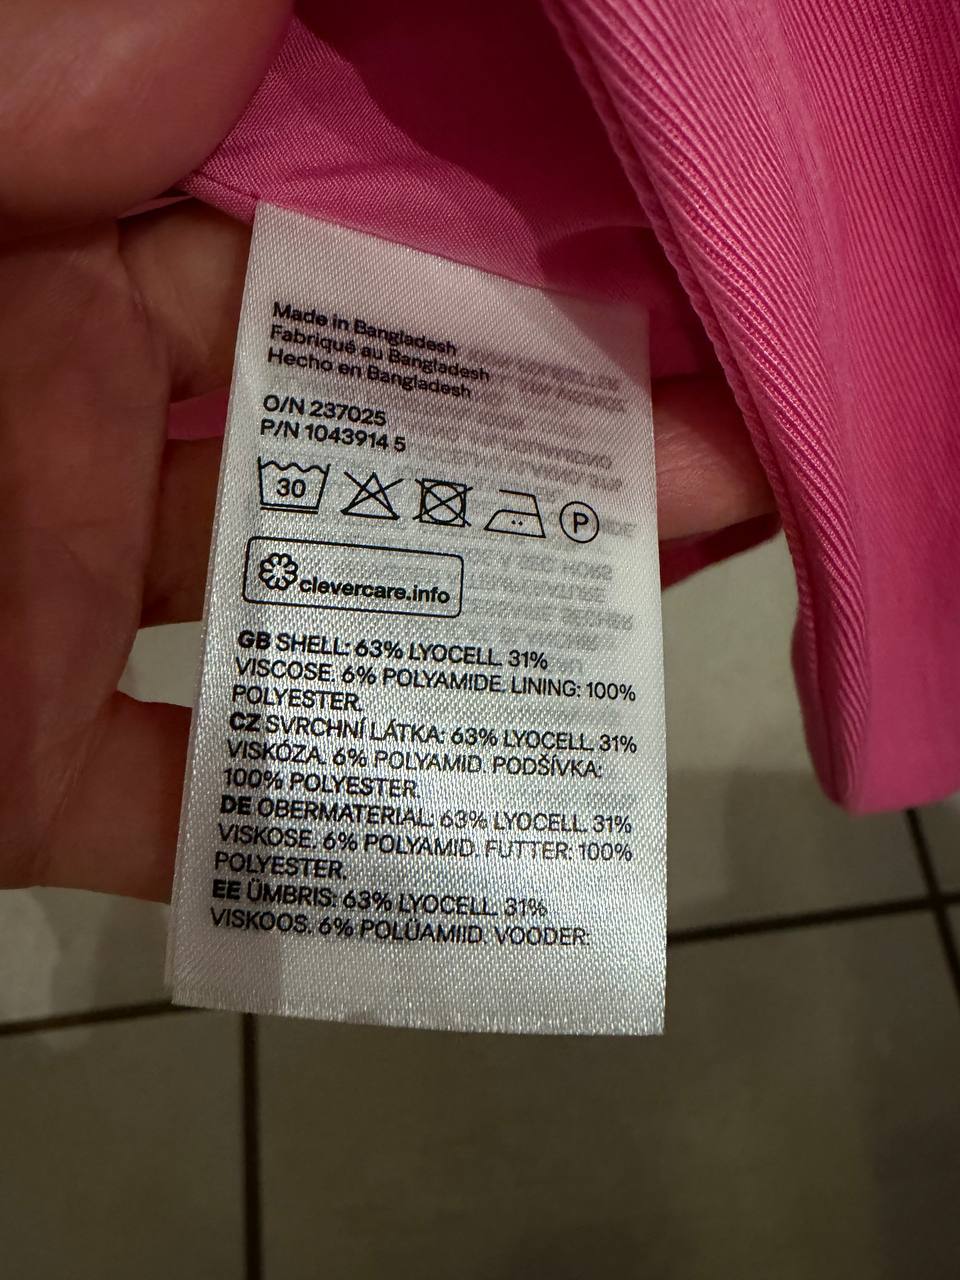 Made in Bangladesh
Fabriqué au Bangladesh
Hecho en Bangladesh
O/N 237025
P/N 1043914 5
30
P
clevercare.info
GB SHELL: 63% LYOCELL. 31%
VISCOSE. 6% POLYAMIDE. LINING: 100%
POLYESTER.
CZ SVRCHNÍ LÁTKA: 63% LYOCELL. 31%
VISKÓZA. 6% POLYAMID. PODŠÍVKA:
100% POLYESTER
DE OBERMATERIAL: 63% LYOCELL. 31%
VISKOSE. 6% POLYAMID. FUTTER: 100%
POLYESTER.
EE ÜMBRIS: 63% LYOCELL. 31%
VISKOOS. 6% POLÜAMIID. VOODER: